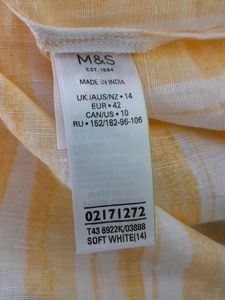 M&S
EST. 1884
MADE IN INDIA
UK/AUS/NZ • 14
EUR • 42
CAN/US • 10
RU • 152/182-96-106
02171272
T43 6922K/03888
SOFT WHITE(14)